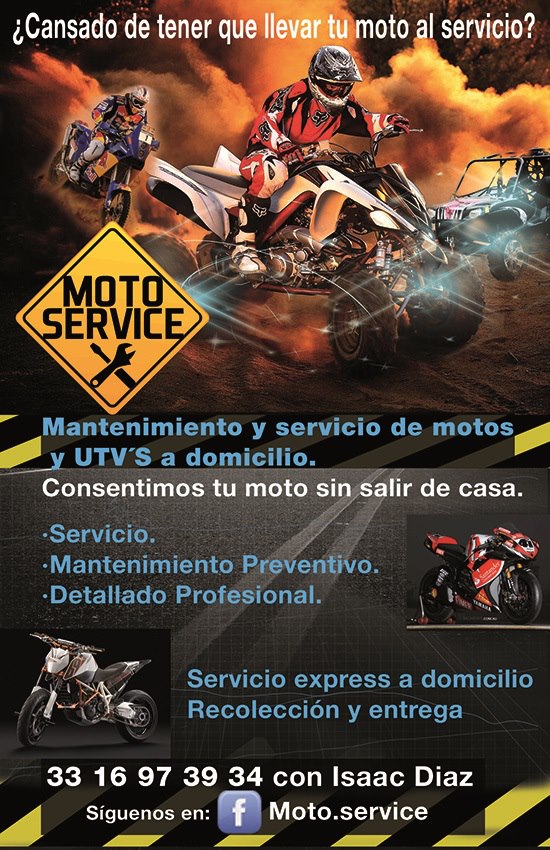 ¿Cansado de tener que llevar tu moto al servicio?
MOTO
SERVICE
Mantenimiento y servicio de motos
y UTV´S a domicilio.
Consentimos tu moto sin salir de casa.
·Servicio.
·Mantenimiento Preventivo.
·Detallado Profesional.
Servicio express a domicilio
Recolección y entrega
33 16 97 39 34 con Isaac Diaz
Síguenos en: f Moto.service